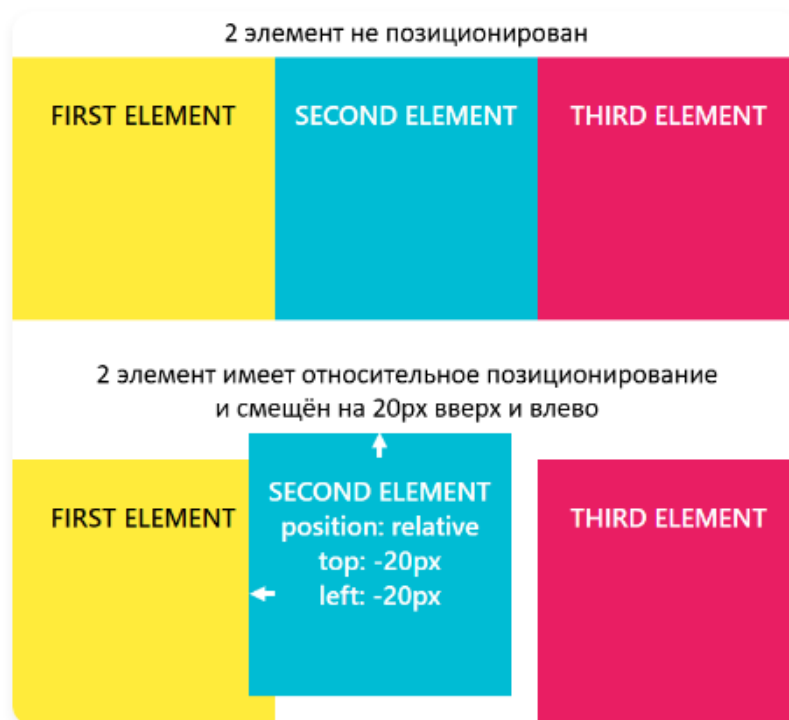 2 элемент не позиционирован
FIRST ELEMENT
SECOND ELEMENT
THIRD ELEMENT
2 элемент имеет относительное позиционирование
и смещён на 20px вверх и влево
FIRST ELEMENT
SECOND ELEMENT
position: relative
top: -20px
left: -20px
THIRD ELEMENT